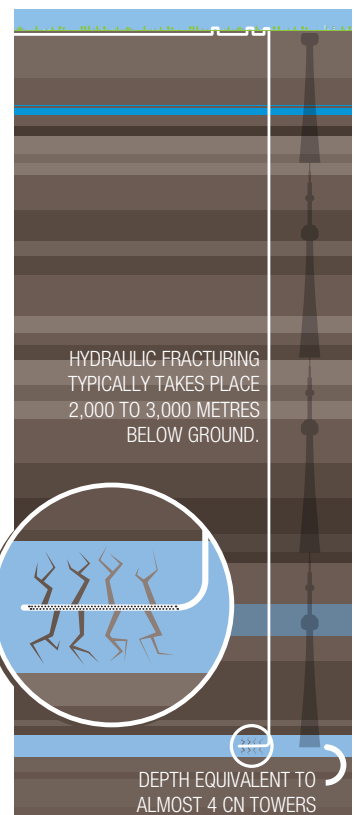 HYDRAULIC FRACTURING
TYPICALLY TAKES PLACE
2,000 TO 3,000 METRES
BELOW GROUND.
DEPTH EQUIVALENT TO
ALMOST 4 CN TOWERS